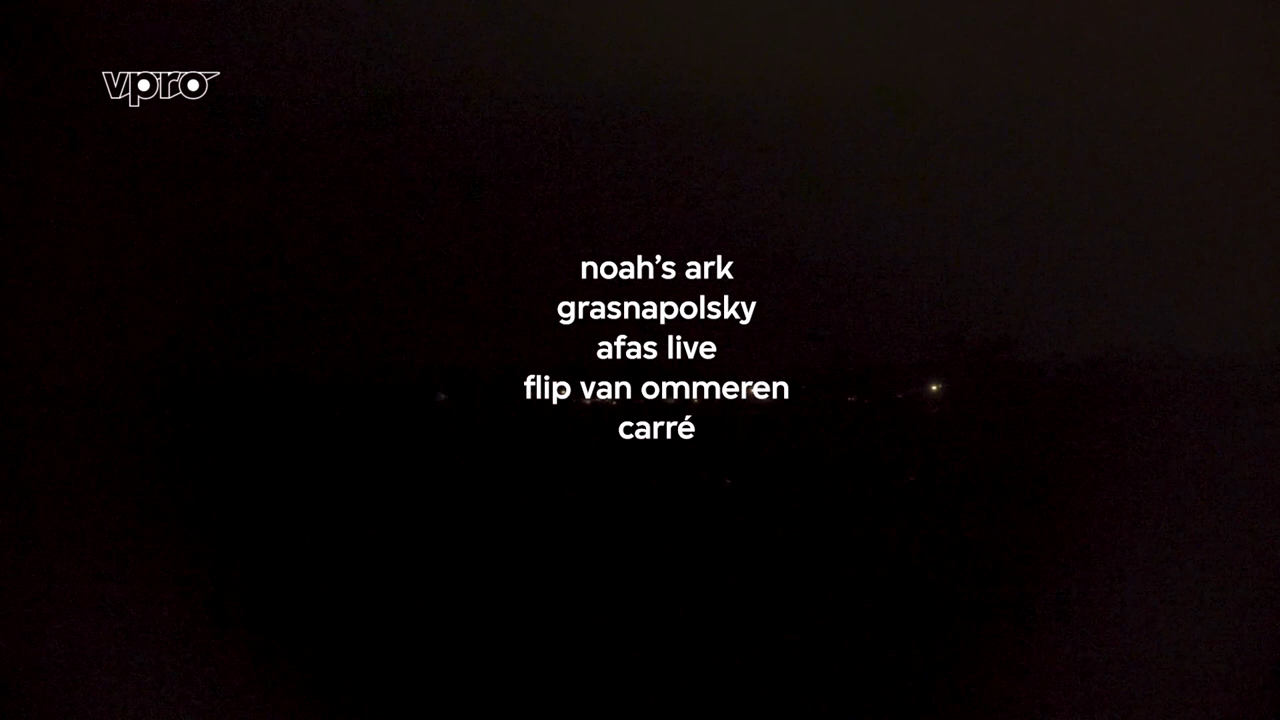 vpro
noah's ark
grasnapolsky
afas live
flip van ommeren
carré